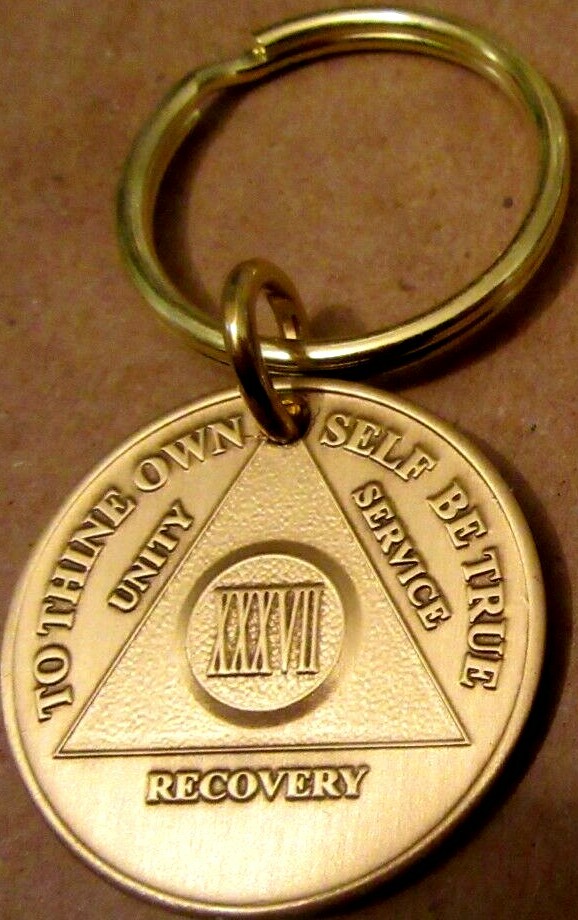 TO THINE OWN SELF BE TRUE
UNITY
SERVICE
XXXVII
RECOVERY